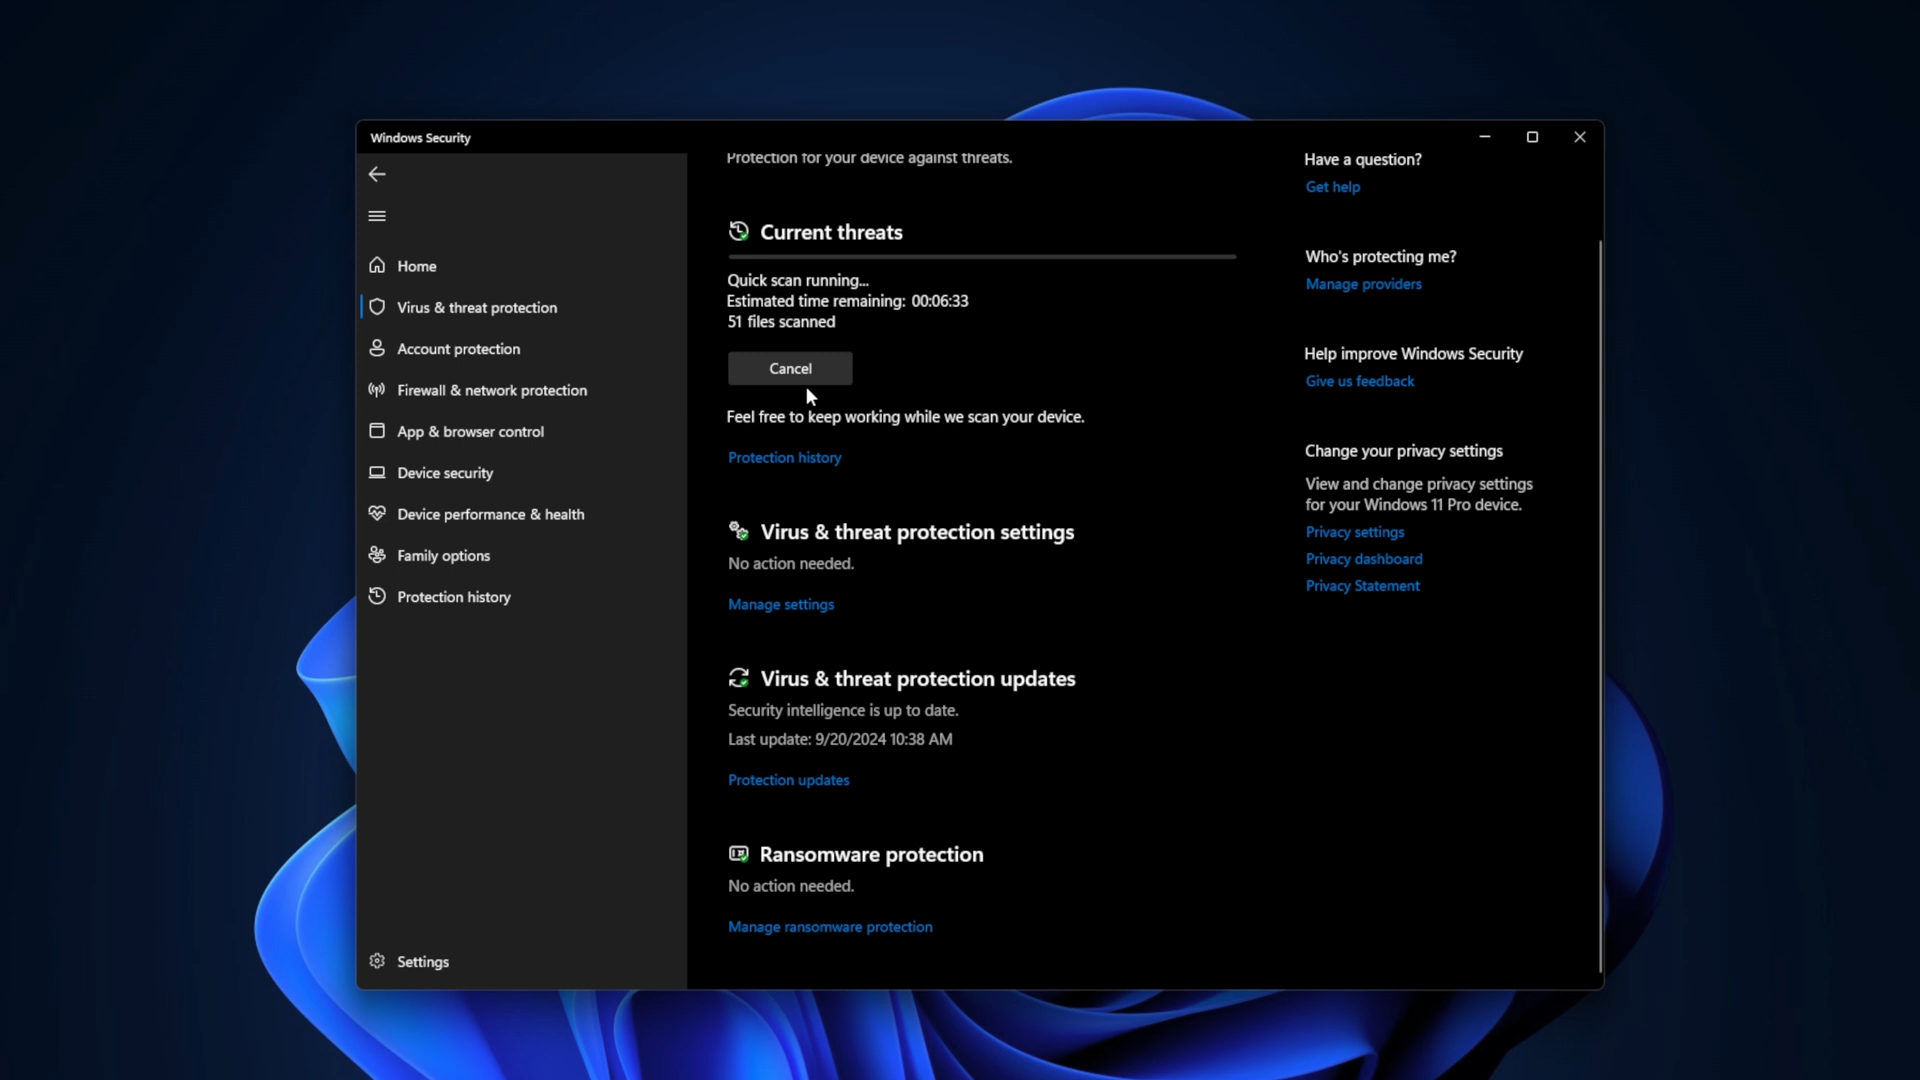 Windows Security
Home
Virus & threat protection
Account protection
Firewall & network protection
App & browser control
Device security
Device performance & health
Family options
Protection history
Settings
Protection for your device against threats.
Current threats
Quick scan running...
Estimated time remaining: 00:06:33
51 files scanned
Cancel
Feel free to keep working while we scan your device.
Protection history
Virus & threat protection settings
No action needed.
Manage settings
Virus & threat protection updates
Security intelligence is up to date.
Last update: 9/20/2024 10:38 AM
Protection updates
Ransomware protection
No action needed.
Manage ransomware protection
Have a question?
Get help
Who's protecting me?
Manage providers
Help improve Windows Security
Give us feedback
Change your privacy settings
View and change privacy settings
for your Windows 11 Pro device.
Privacy settings
Privacy dashboard
Privacy Statement